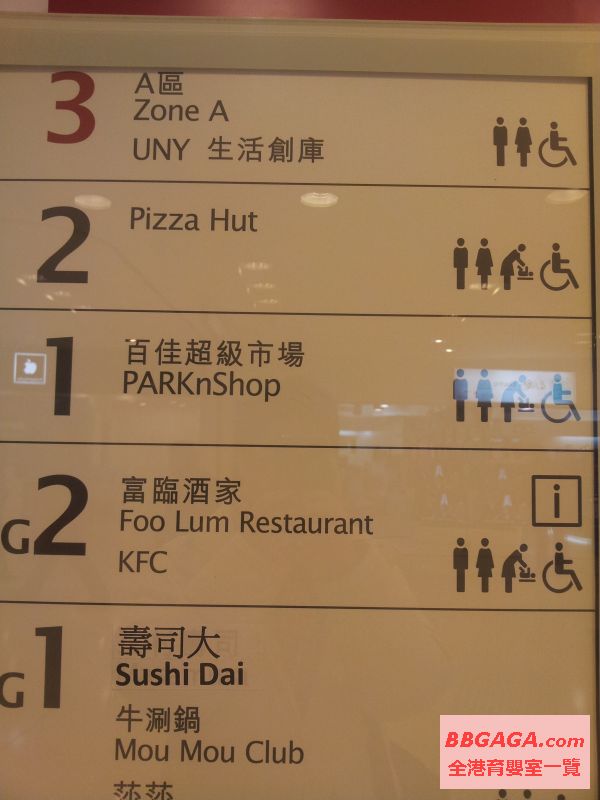 3
A區
Zone A
UNY 生活創庫
2
Pizza Hut
1
百佳超級市場
PARKnShop
G2
富臨酒家
Foo Lum Restaurant
KFC
i
G1
壽司大
Sushi Dai
牛涮鍋
Mou Mou Club
莎莎
BBGAGA.com
全港育嬰室一覽